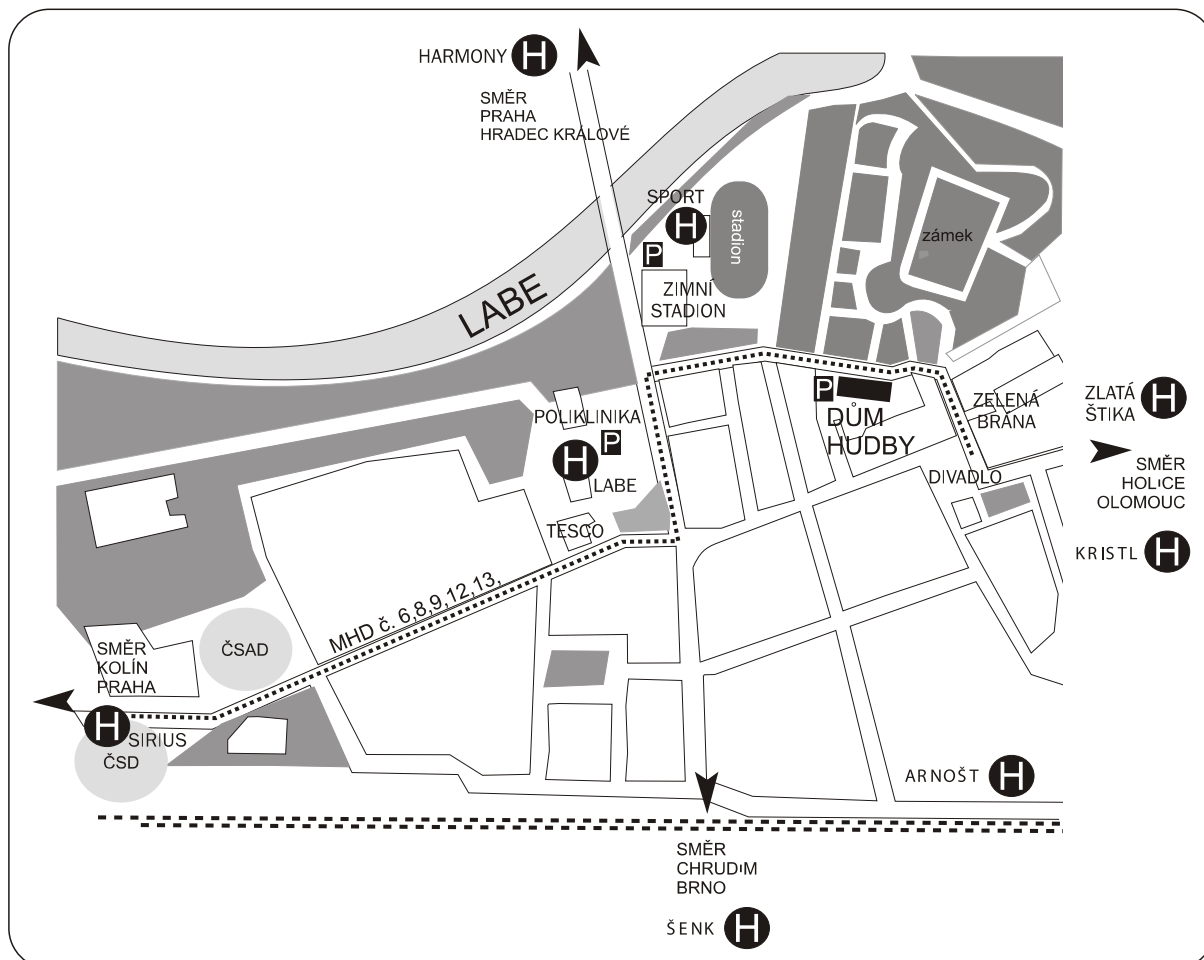 HARMONY H
SMĚR
PRAHA
HRADEC KRÁLOVÉ
SPORT
H
stadion
P
ZIMNÍ
STADION
zámek
LABE
P
DŮM
HUDBY
ZELENÁ
BRÁNA
ZLATÁ
ŠTIKA
H
SMĚR
HOLICE
OLOMOUC
KRISTL H
DIVADLO
POLIKLINIKA
P
H
LABE
TESCO
MHD č. 6,8,9,12,13,
ČSAD
SMĚR
KOLÍN
PRAHA
H
SIRIUS
ČSD
ARNOŠT H
SMĚR
CHRUDIM
BRNO
ŠENK H